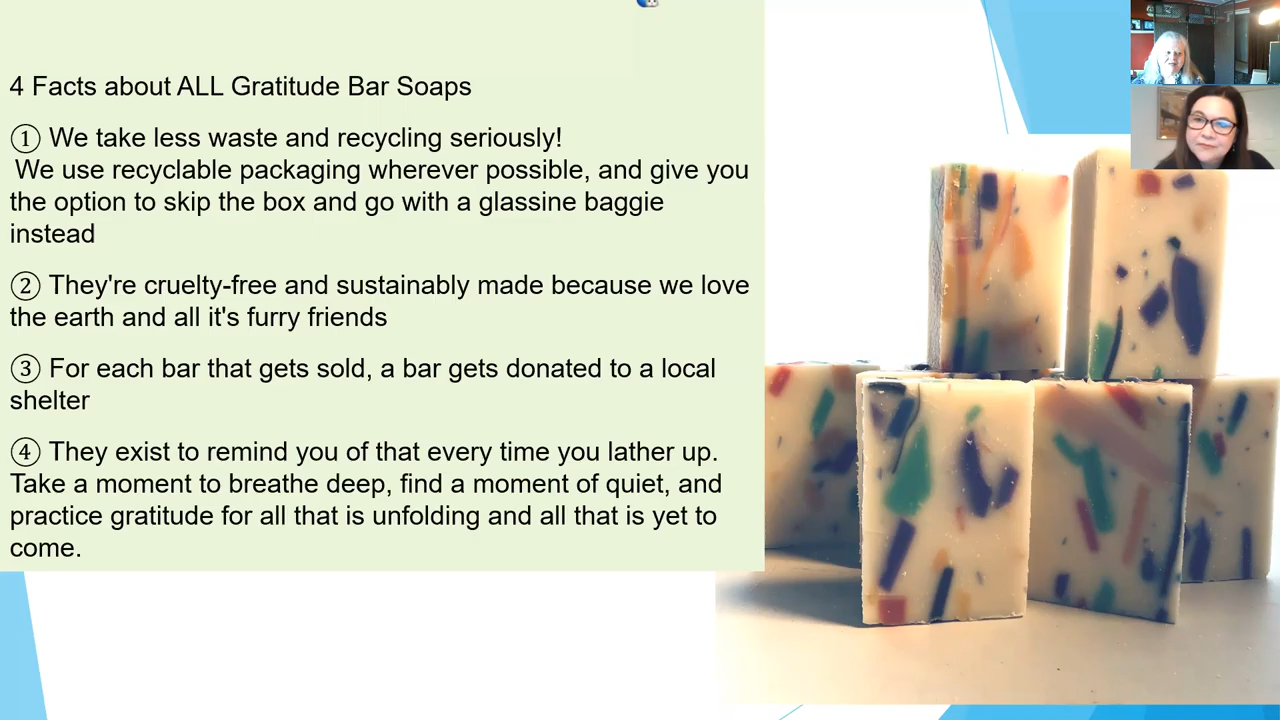 4 Facts about ALL Gratitude Bar Soaps
① We take less waste and recycling seriously!
We use recyclable packaging wherever possible, and give you
the option to skip the box and go with a glassine baggie
instead
② They're cruelty-free and sustainably made because we love
the earth and all it's furry friends
③ For each bar that gets sold, a bar gets donated to a local
shelter
④ They exist to remind you of that every time you lather up.
Take a moment to breathe deep, find a moment of quiet, and
practice gratitude for all that is unfolding and all that is yet to
come.